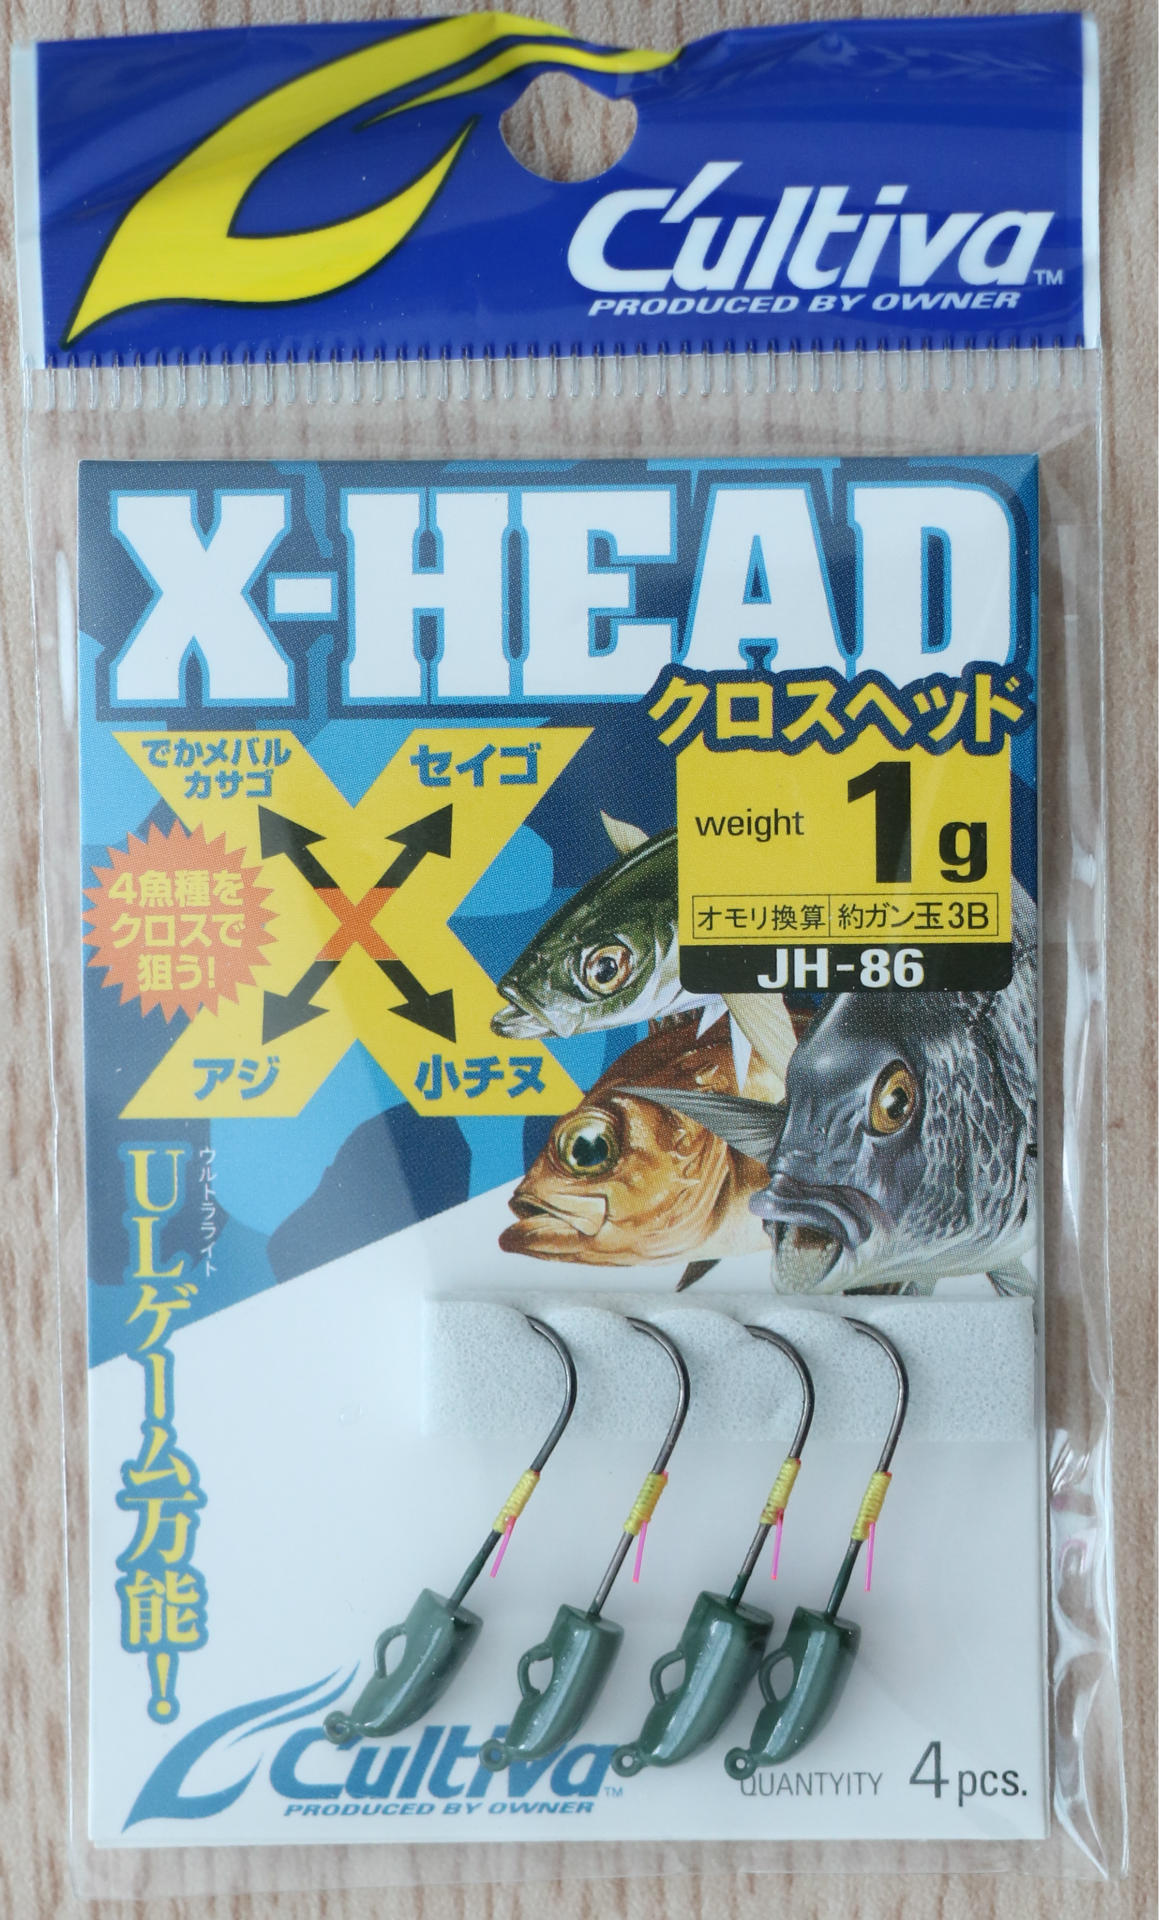 C'ultiva™
PRODUCED BY OWNER
X-HEAD
クロスヘッド
でかメバル
カサゴ
セイゴ
weight 1g
4魚種を
クロスで
狙う!
オモリ換算 約ガン玉3B
JH-86
アジ
小チヌ
ウルトラライト
ULゲーム万能!
C'ultiva™
PRODUCED BY OWNER
QUANTYITY 4pcs.